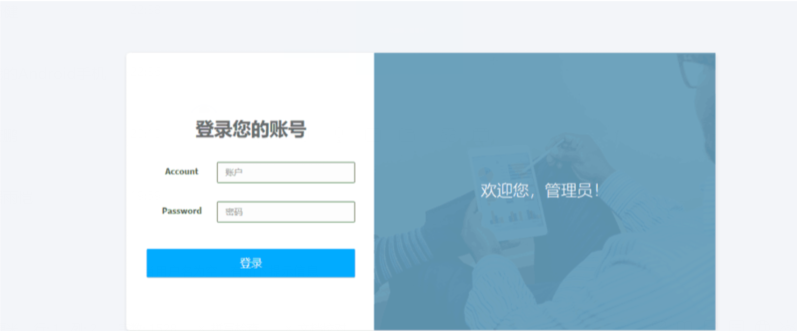 登录您的账号
Account 账户
Password 密码
登录
欢迎您，管理员！